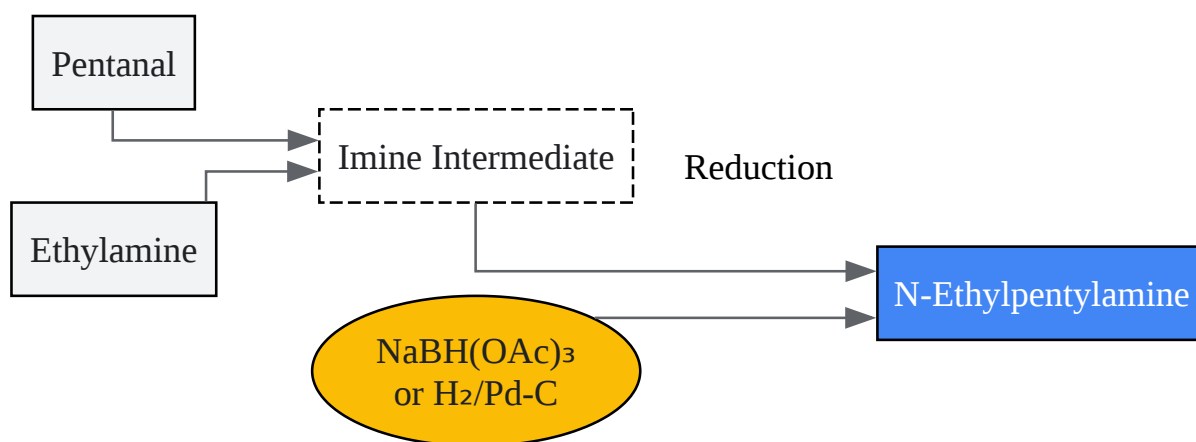 Pentanal
Imine Intermediate
Reduction
Ethylamine
N-Ethylpentylamine
NaBH(OAc)₃
or H₂/Pd-C